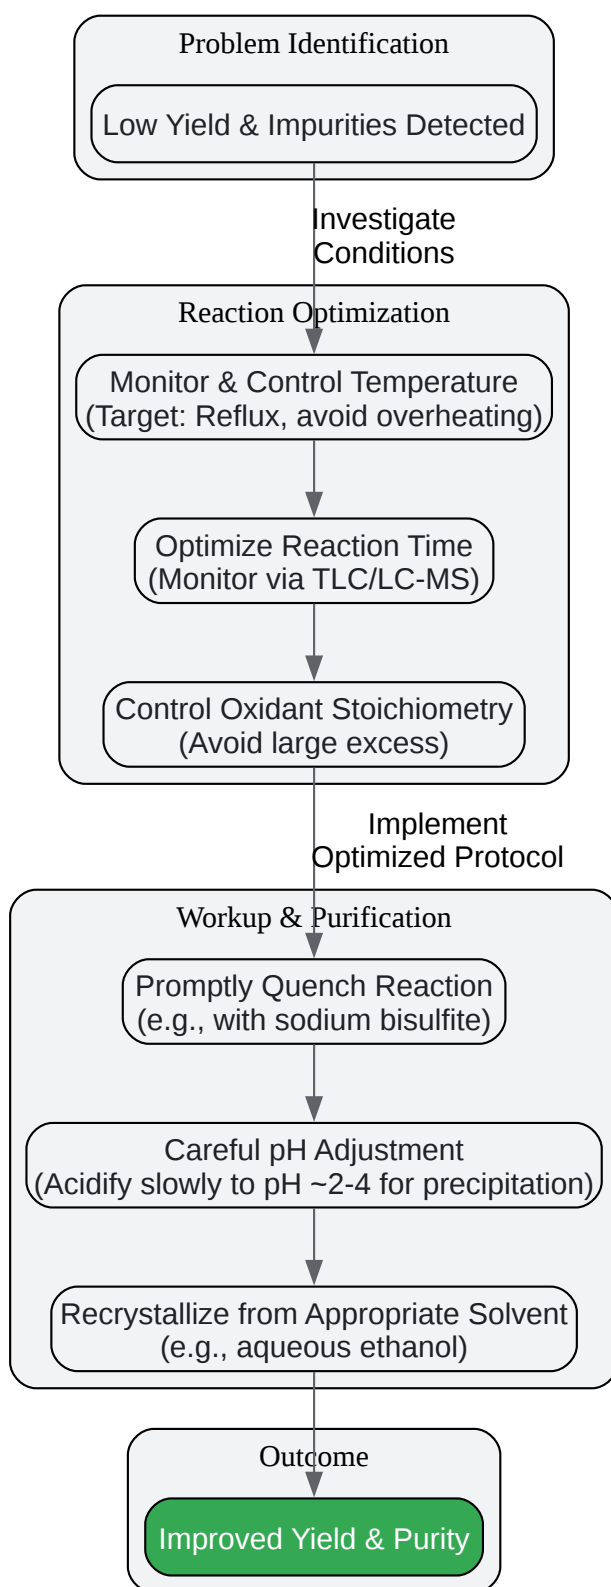 Problem Identification
Low Yield & Impurities Detected
Investigate
Conditions
Reaction Optimization
Monitor & Control Temperature
(Target: Reflux, avoid overheating)
Optimize Reaction Time
(Monitor via TLC/LC-MS)
Control Oxidant Stoichiometry
(Avoid large excess)
Implement
Optimized Protocol
Workup & Purification
Promptly Quench Reaction
(e.g., with sodium bisulfite)
Careful pH Adjustment
(Acidify slowly to pH ~2-4 for precipitation)
Recrystallize from Appropriate Solvent
(e.g., aqueous ethanol)
Outcome
Improved Yield & Purity